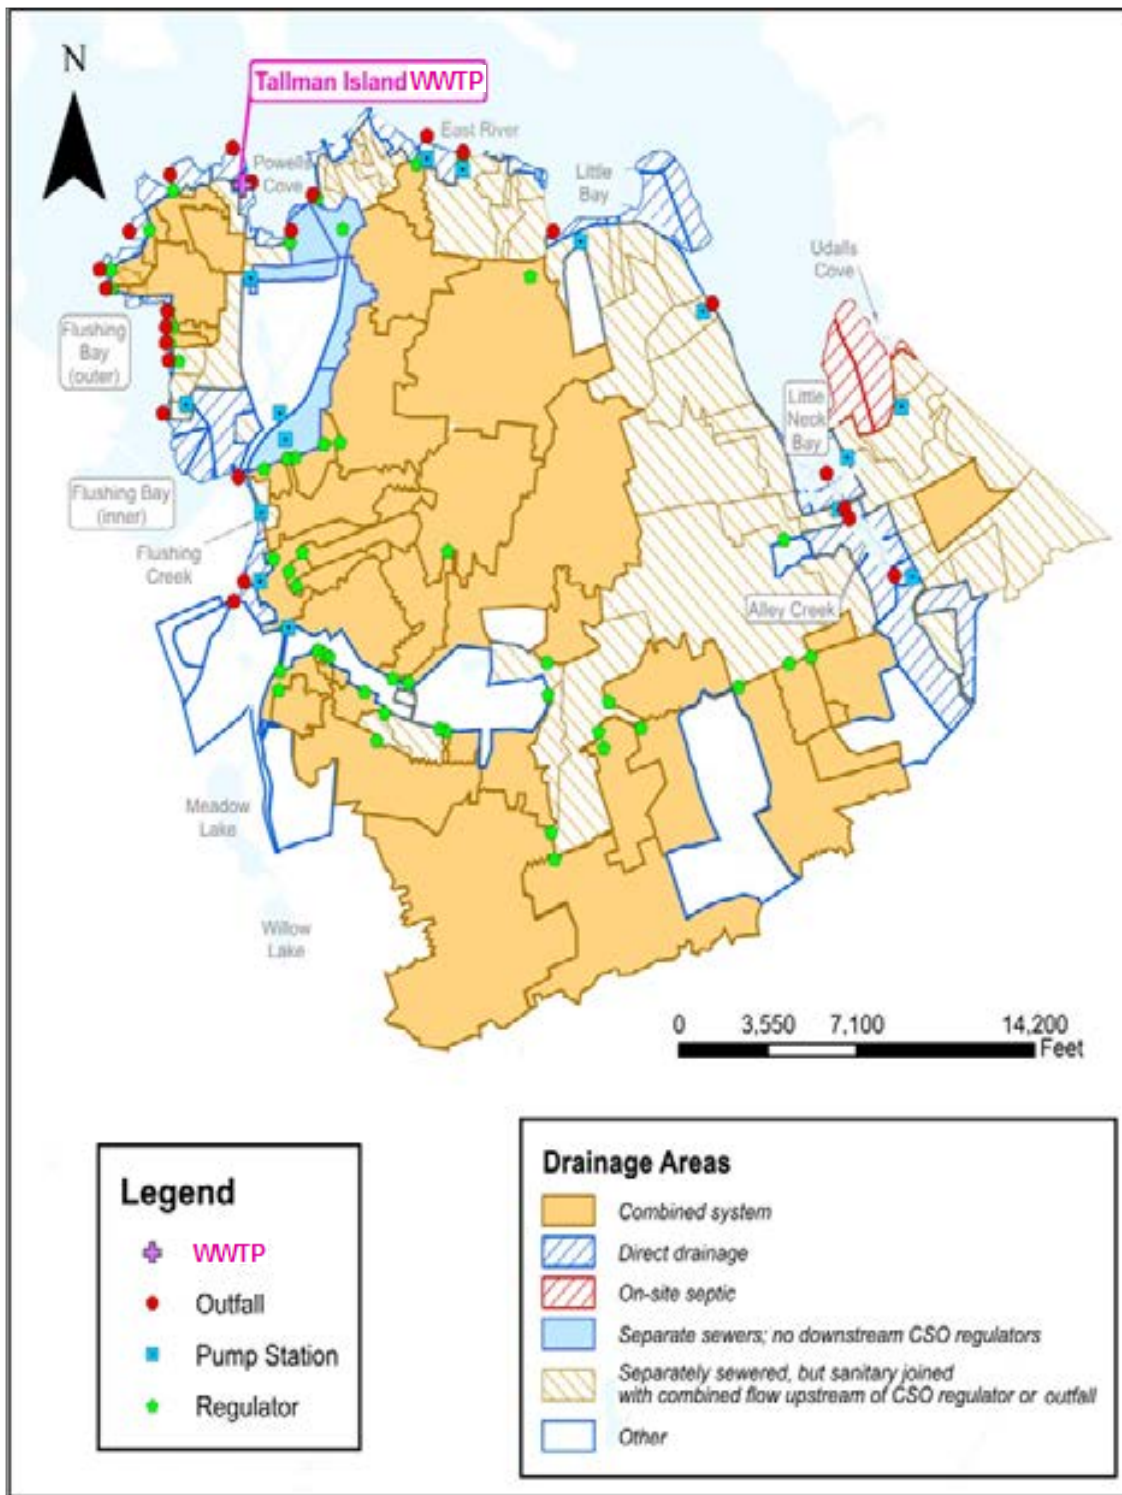 N
Tallman Island WWTP
East River
Powells
Cove
Little
Bay
Udalls
Cove
Flushing
Bay
(outer)
Little
Neck
Bay
Flushing Bay
(inner)
Flushing
Creek
Alley Creek
Meadow
Lake
Willow
Lake
0 3,550 7,100 14,200
Feet
Legend
WWTP
Outfall
Pump Station
Regulator
Drainage Areas
Combined system
Direct drainage
On-site septic
Separate sewers; no downstream CSO regulators
Separately sewered, but sanitary joined
with combined flow upstream of CSO regulator or outfall
Other